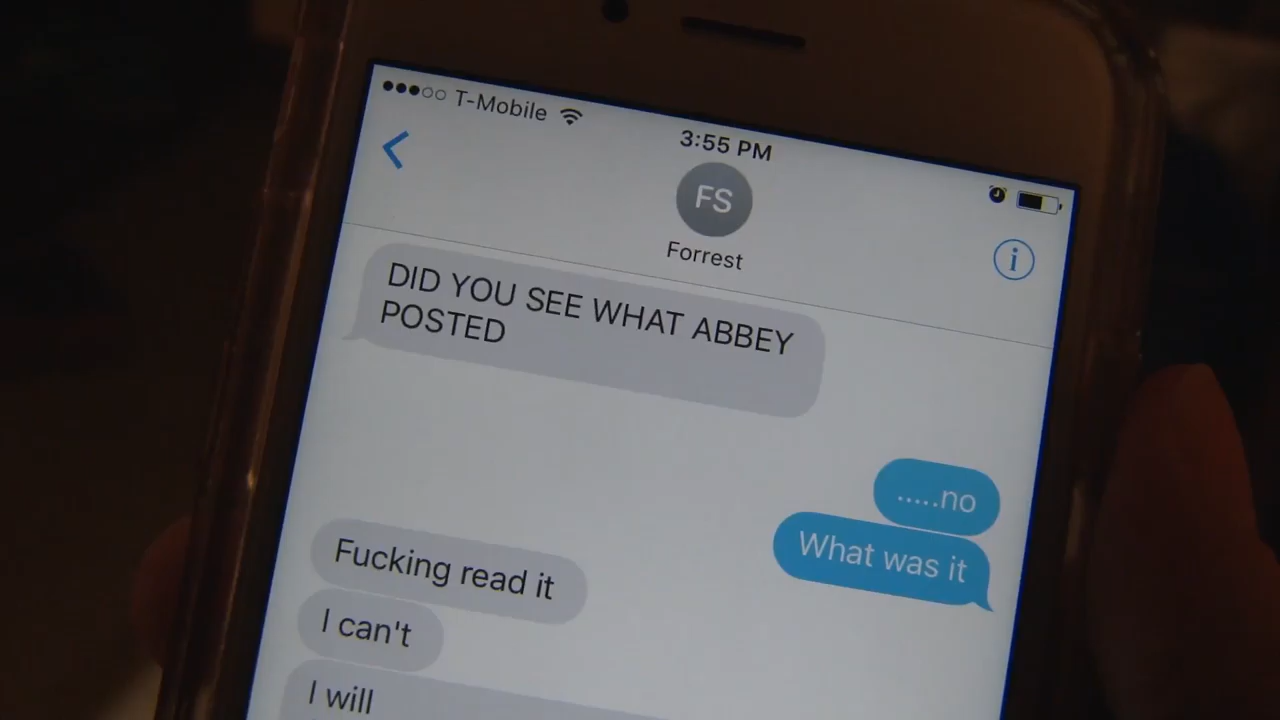 T-Mobile
3:55 PM
FS
Forrest
i
DID YOU SEE WHAT ABBEY
POSTED
.....no
What was it
Fucking read it
I can't
I will